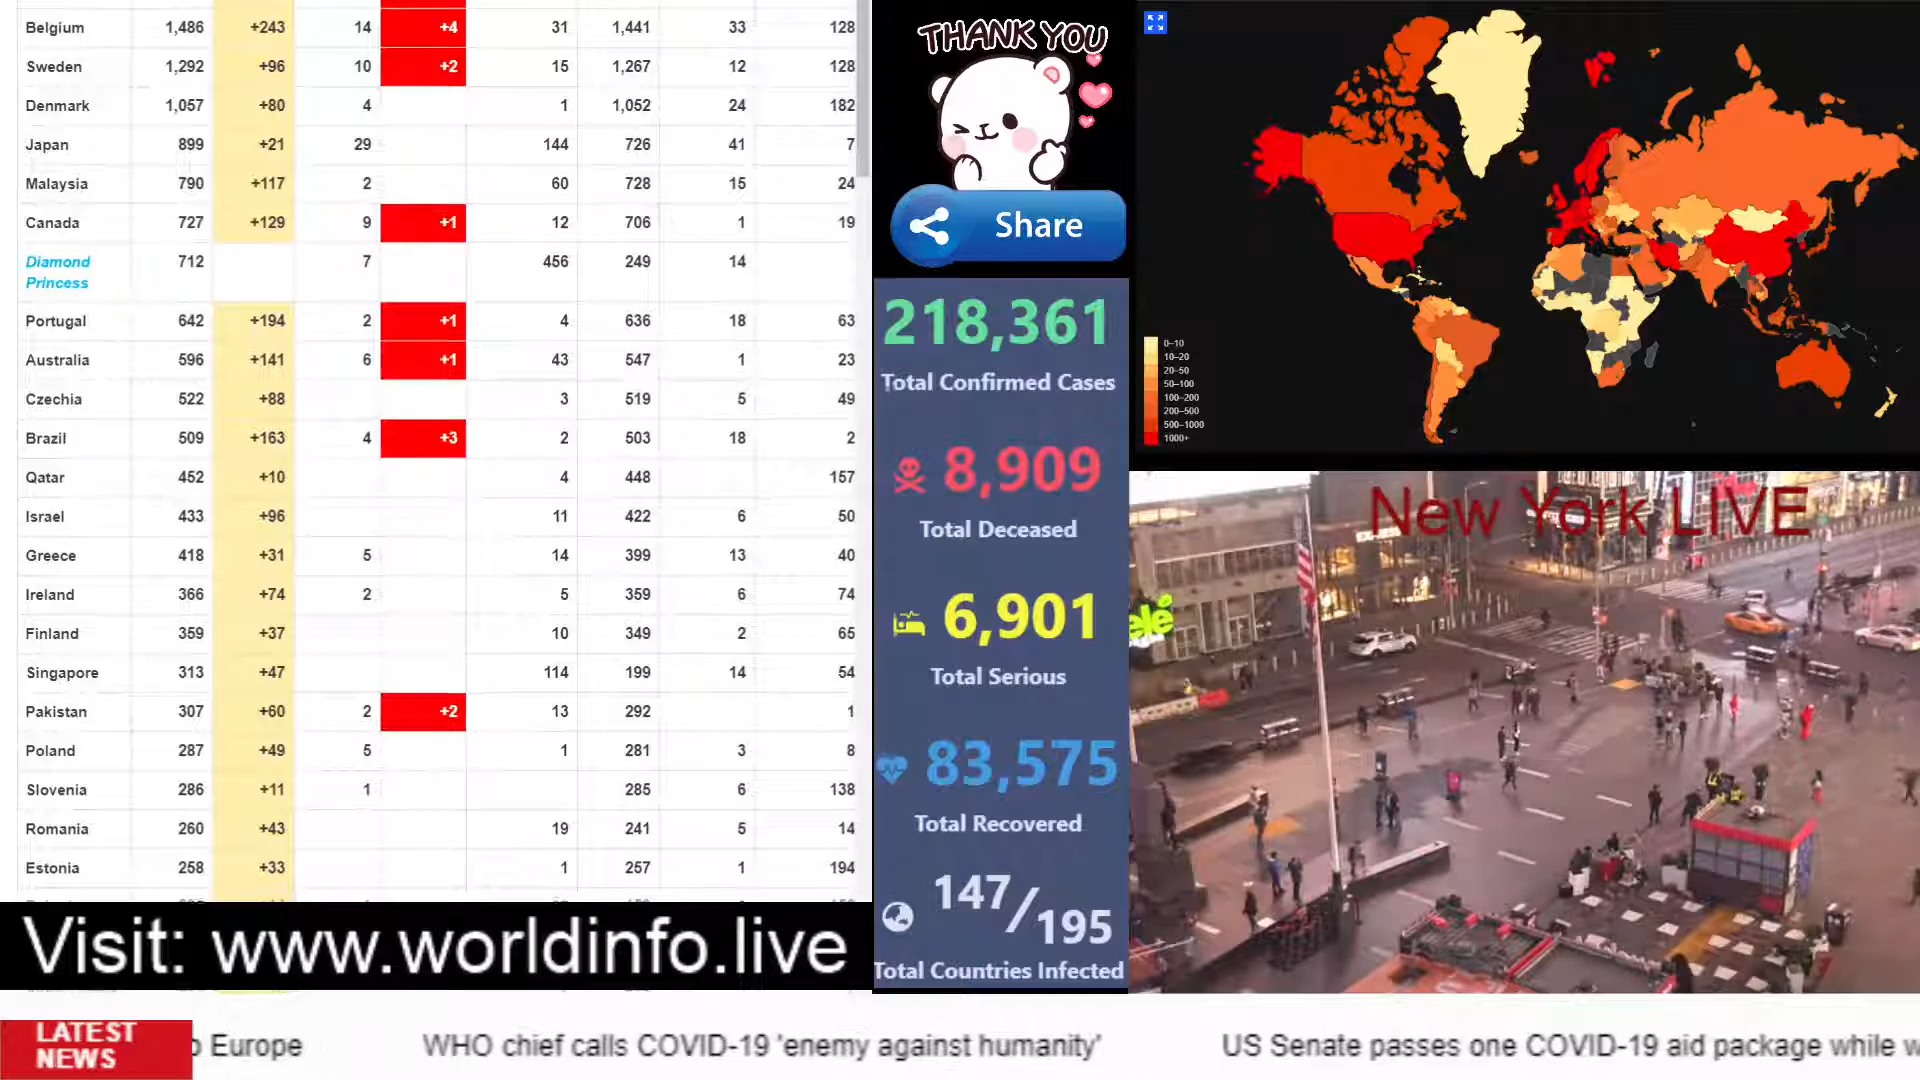 Belgium 1,486 +243 14 +4 31 1,441 33 128
Sweden 1,292 +96 10 +2 15 1,267 12 128
Denmark 1,057 +80 4 1 1,052 24 182
Japan 899 +21 29 144 726 41 7
Malaysia 790 +117 2 60 728 15 24
Canada 727 +129 9 +1 12 706 1 19
Diamond Princess 712 7 456 249 14
Portugal 642 +194 2 +1 4 636 18 63
Australia 596 +141 6 +1 43 547 1 23
Czechia 522 +88 3 519 5 49
Brazil 509 +163 4 +3 2 503 18 2
Qatar 452 +10 4 448 157
Israel 433 +96 11 422 6 50
Greece 418 +31 5 14 399 13 40
Ireland 366 +74 2 5 359 6 74
Finland 359 +37 10 349 2 65
Singapore 313 +47 114 199 14 54
Pakistan 307 +60 2 +2 13 292 1
Poland 287 +49 5 1 281 3 8
Slovenia 286 +11 1 285 6 138
Romania 260 +43 19 241 5 14
Estonia 258 +33 1 257 1 194
Visit: www.worldinfo.live
THANK YOU
Share
218,361
Total Confirmed Cases
8,909
Total Deceased
6,901
Total Serious
83,575
Total Recovered
147/195
Total Countries Infected
0–10
10–20
20–50
50–100
100–200
200–500
500–1000
1000+
New York LIVE
elé
LATEST
NEWS
o Europe WHO chief calls COVID-19 'enemy against humanity' US Senate passes one COVID-19 aid package while w